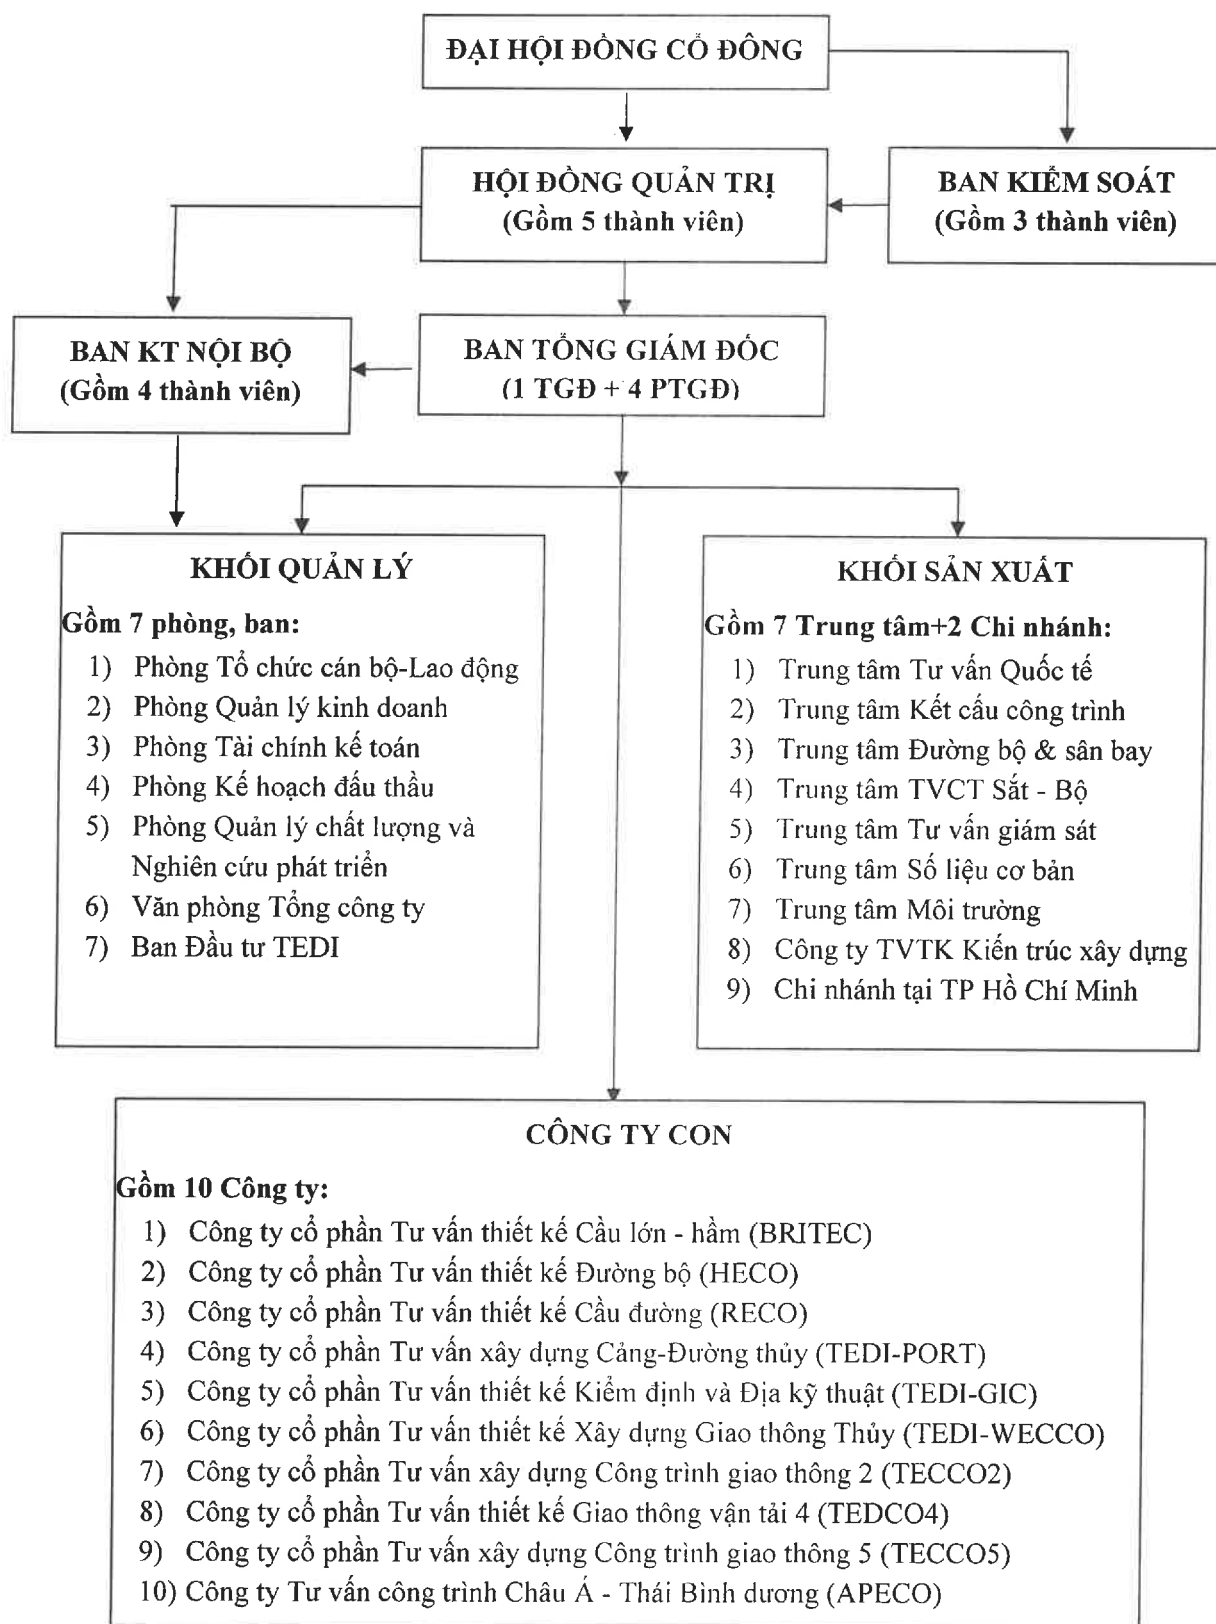 ĐẠI HỘI ĐỒNG CỔ ĐÔNG
HỘI ĐỒNG QUẢN TRỊ
(Gồm 5 thành viên)
BAN KIỂM SOÁT
(Gồm 3 thành viên)
BAN KT NỘI BỘ
(Gồm 4 thành viên)
BAN TỔNG GIÁM ĐỐC
(1 TGĐ + 4 PTGĐ)
KHỐI QUẢN LÝ
Gồm 7 phòng, ban:
1) Phòng Tổ chức cán bộ-Lao động
2) Phòng Quản lý kinh doanh
3) Phòng Tài chính kế toán
4) Phòng Kế hoạch đấu thầu
5) Phòng Quản lý chất lượng và
Nghiên cứu phát triển
6) Văn phòng Tổng công ty
7) Ban Đầu tư TEDI
KHỐI SẢN XUẤT
Gồm 7 Trung tâm+2 Chi nhánh:
1) Trung tâm Tư vấn Quốc tế
2) Trung tâm Kết cấu công trình
3) Trung tâm Đường bộ & sân bay
4) Trung tâm TVCT Sắt - Bộ
5) Trung tâm Tư vấn giám sát
6) Trung tâm Số liệu cơ bản
7) Trung tâm Môi trường
8) Công ty TVTK Kiến trúc xây dựng
9) Chi nhánh tại TP Hồ Chí Minh
CÔNG TY CON
Gồm 10 Công ty:
1) Công ty cổ phần Tư vấn thiết kế Cầu lớn - hầm (BRITEC)
2) Công ty cổ phần Tư vấn thiết kế Đường bộ (HECO)
3) Công ty cổ phần Tư vấn thiết kế Cầu đường (RECO)
4) Công ty cổ phần Tư vấn xây dựng Cảng-Đường thủy (TEDI-PORT)
5) Công ty cổ phần Tư vấn thiết kế Kiểm định và Địa kỹ thuật (TEDI-GIC)
6) Công ty cổ phần Tư vấn thiết kế Xây dựng Giao thông Thủy (TEDI-WECCO)
7) Công ty cổ phần Tư vấn xây dựng Công trình giao thông 2 (TECCO2)
8) Công ty cổ phần Tư vấn thiết kế Giao thông vận tải 4 (TEDCO4)
9) Công ty cổ phần Tư vấn xây dựng Công trình giao thông 5 (TECCO5)
10) Công ty Tư vấn công trình Châu Á - Thái Bình dương (APECO)